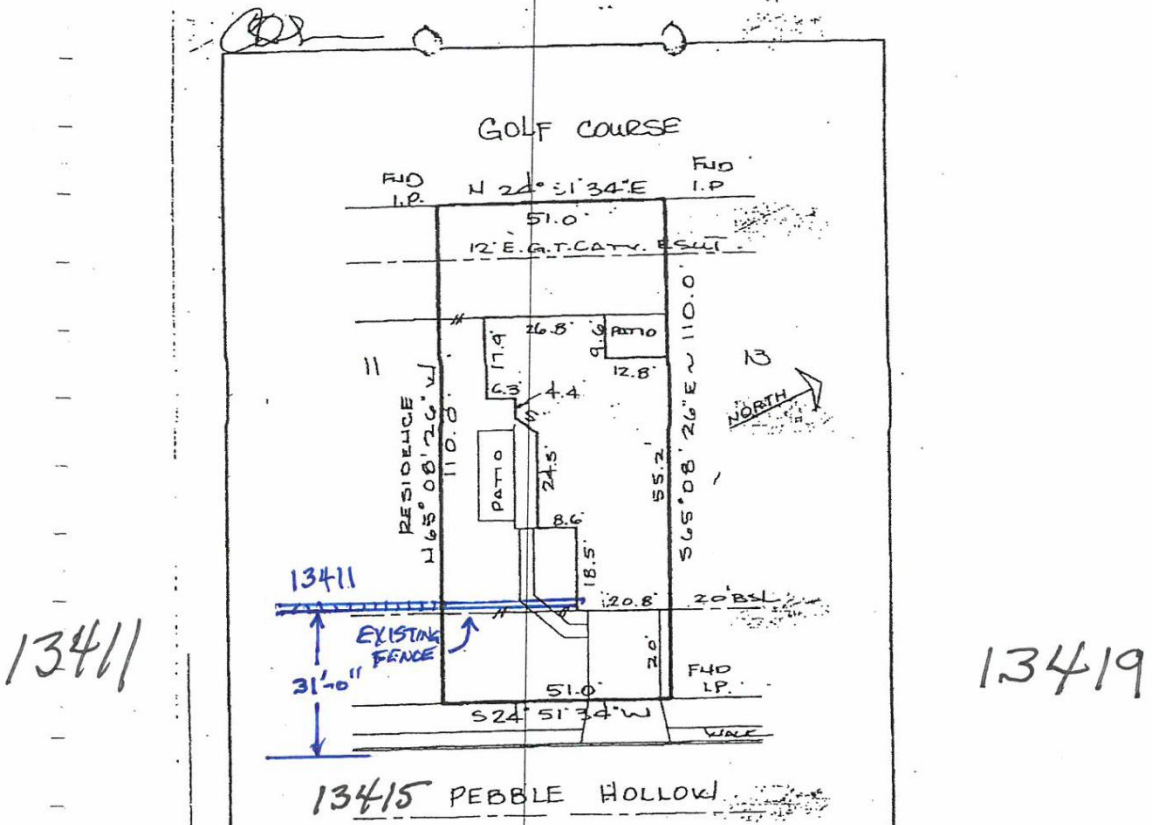 GOLF COURSE
FND
I.P.
N 24° 51' 34" E
FND
I.P
51.0'
12' E.G.T. CATV. ESMT.
26.8'
9.6'
PATIO
17.9'
12.8'
11
13
6.3'
4.4'
NORTH
RESIDENCE
N 65° 08' 26" W
110.0'
S 65° 08' 26" E ~ 110.0'
PATIO
24.5'
55.2'
8.6'
18.5'
13411
20.8'
20' BSL
EXISTING
FENCE
13411
13419
31'-0"
20'
FND
I.P.
51.0'
S 24° 51' 34" W
WALK
13415 PEBBLE HOLLOW